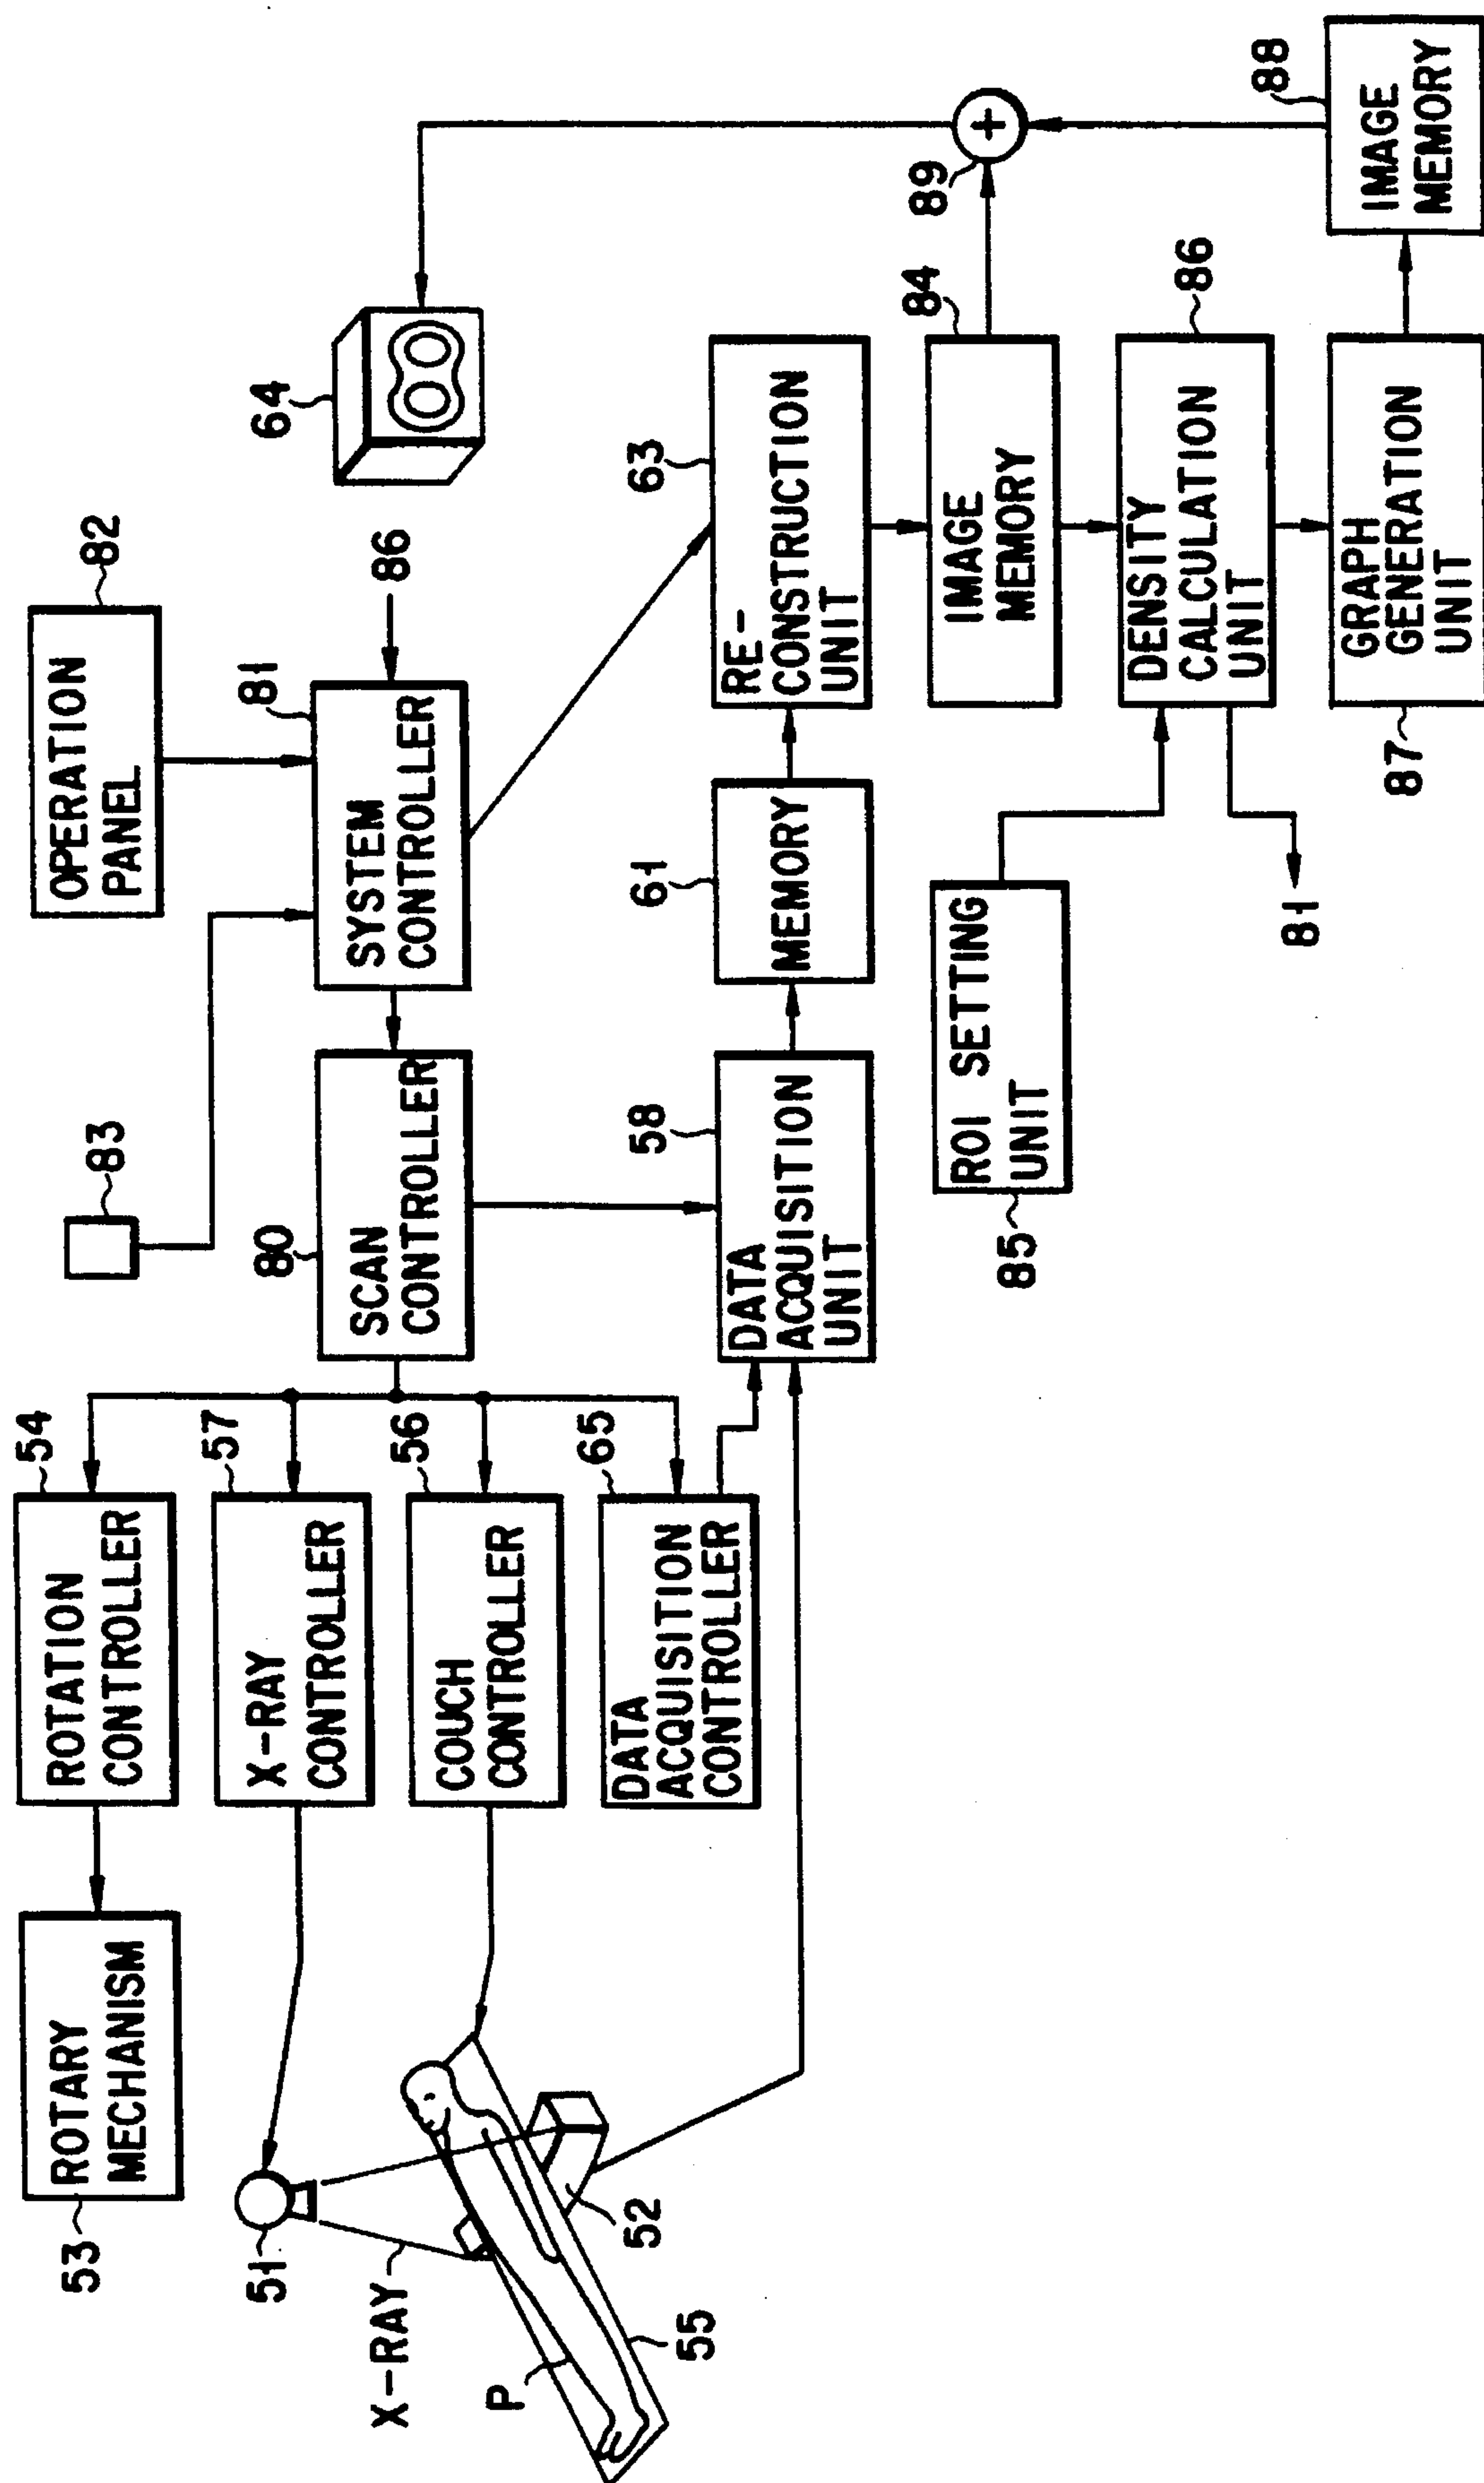 53
ROTARY
MECHANISM
54
ROTATION
CONTROLLER
83
82
OPERATION
PANEL
51
X-RAY
57
X-RAY
CONTROLLER
80
SCAN
CONTROLLER
81
SYSTEM
CONTROLLER
86
64
P
56
COUCH
CONTROLLER
52
55
65
DATA
ACQUISITION
CONTROLLER
58
DATA
ACQUISITION
UNIT
61
MEMORY
63
RE-
CONSTRUCTION
UNIT
85
ROI SETTING
UNIT
84
IMAGE
MEMORY
89
+
81
86
DENSITY
CALCULATION
UNIT
87
GRAPH
GENERATION
UNIT
88
IMAGE
MEMORY